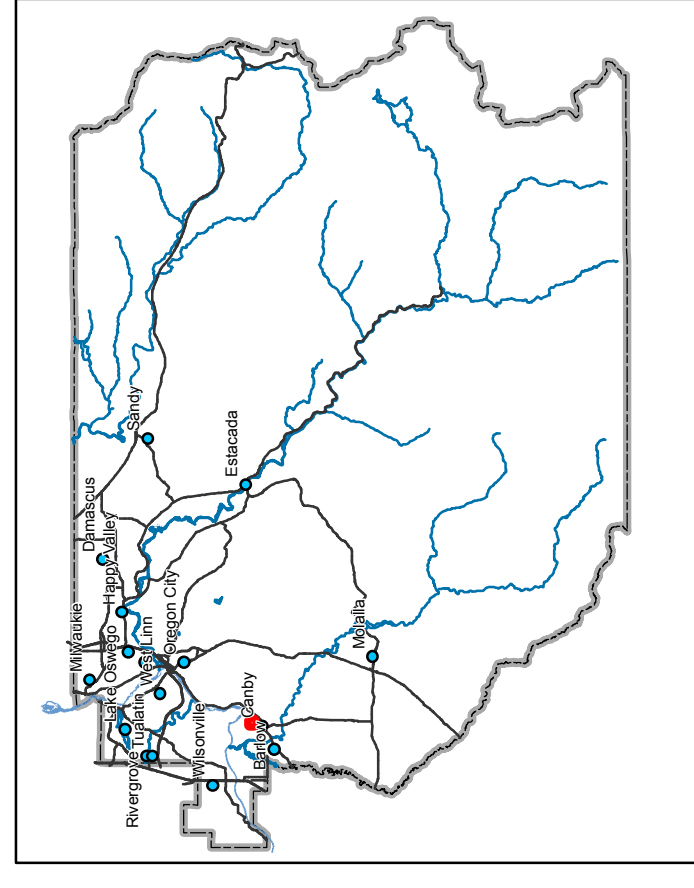 Milwaukie
Damascus
Sandy
Happy Valley
Lake Oswego
West Linn
Oregon City
Estacada
Rivergrove
Tualatin
Wilsonville
Canby
Barlow
Molalla